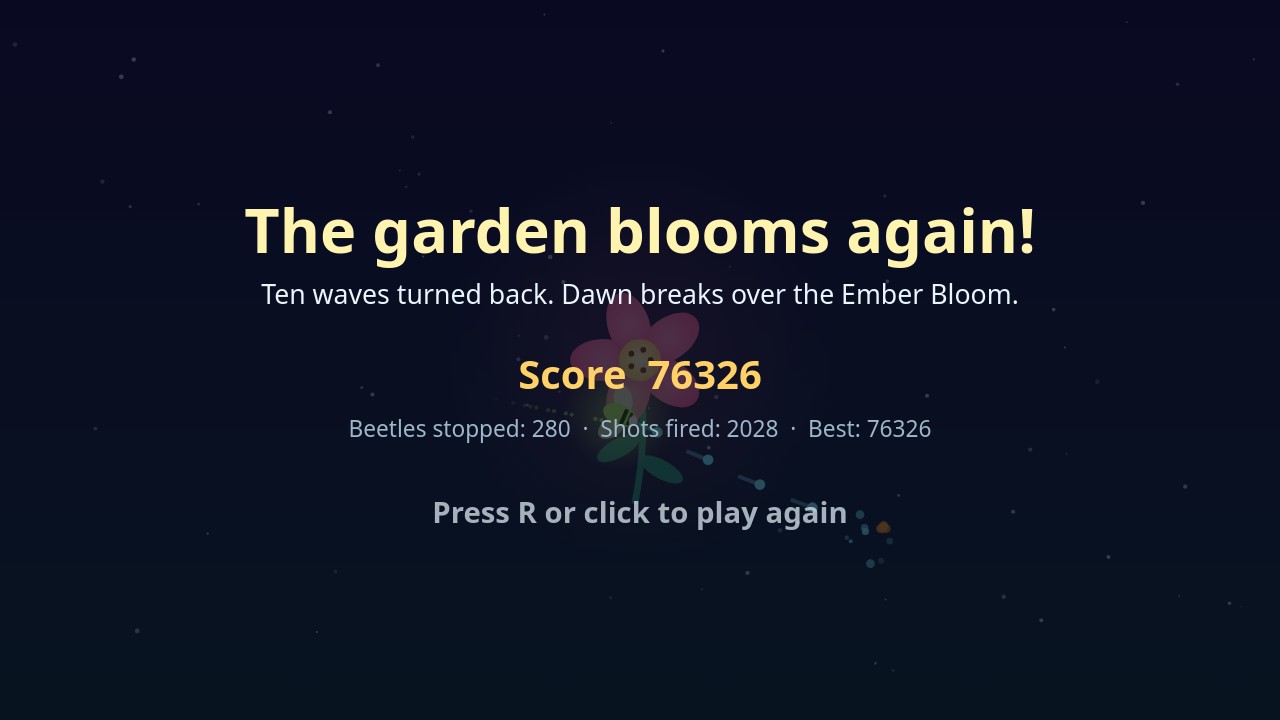 The garden blooms again!
Ten waves turned back. Dawn breaks over the Ember Bloom.
Score 76326
Beetles stopped: 280 · Shots fired: 2028 · Best: 76326
Press R or click to play again